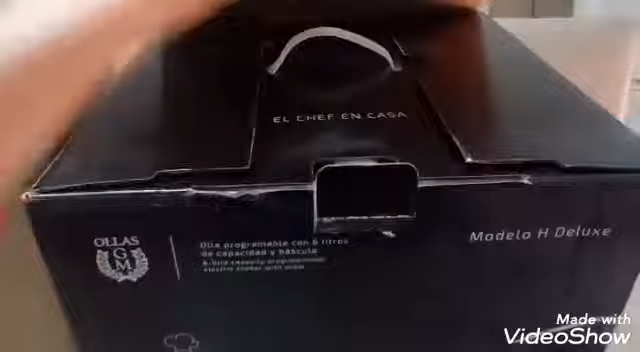 EL CHEF EN CASA
OLLAS
GM
Olla programable con 6 litros
de capacidad y báscula
Modelo H Deluxe
Made with
VideoShow